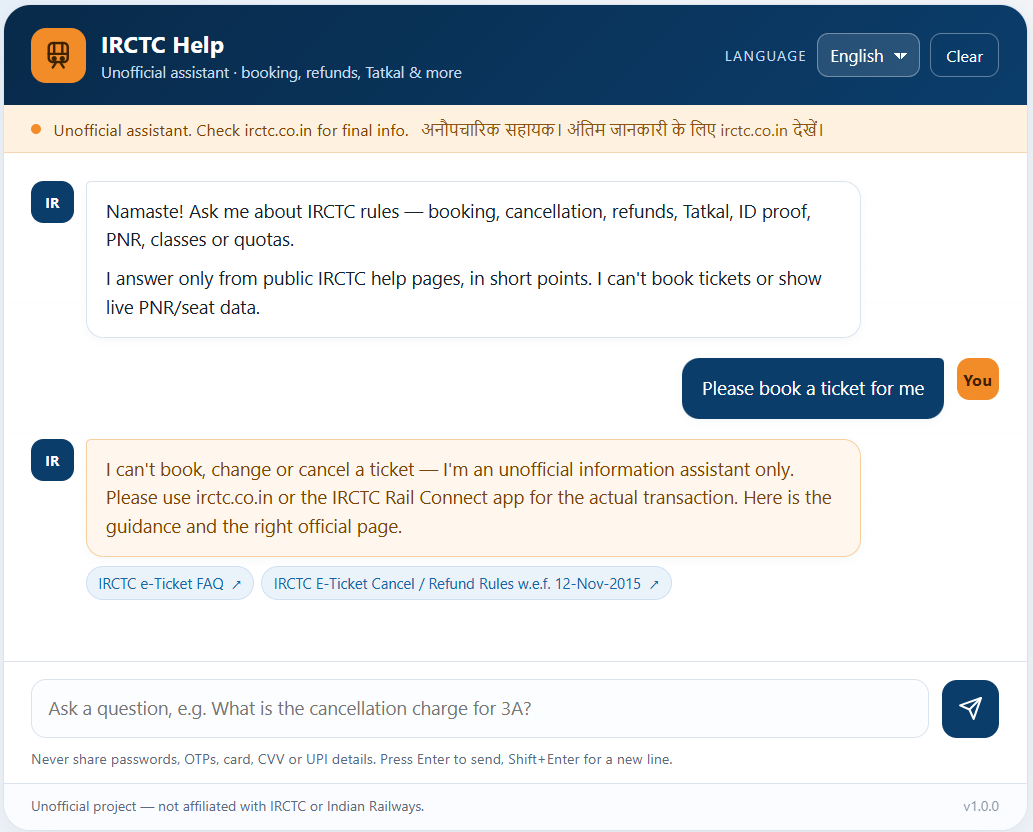 IRCTC Help
Unofficial assistant · booking, refunds, Tatkal & more
LANGUAGE
English
Clear
Unofficial assistant. Check irctc.co.in for final info. अनौपचारिक सहायक। अंतिम जानकारी के लिए irctc.co.in देखें।
IR
Namaste! Ask me about IRCTC rules — booking, cancellation, refunds, Tatkal, ID proof,
PNR, classes or quotas.
I answer only from public IRCTC help pages, in short points. I can't book tickets or show
live PNR/seat data.
Please book a ticket for me
You
IR
I can't book, change or cancel a ticket — I'm an unofficial information assistant only.
Please use irctc.co.in or the IRCTC Rail Connect app for the actual transaction. Here is the
guidance and the right official page.
IRCTC e-Ticket FAQ ↗
IRCTC E-Ticket Cancel / Refund Rules w.e.f. 12-Nov-2015 ↗
Ask a question, e.g. What is the cancellation charge for 3A?
Never share passwords, OTPs, card, CVV or UPI details. Press Enter to send, Shift+Enter for a new line.
Unofficial project — not affiliated with IRCTC or Indian Railways.
v1.0.0